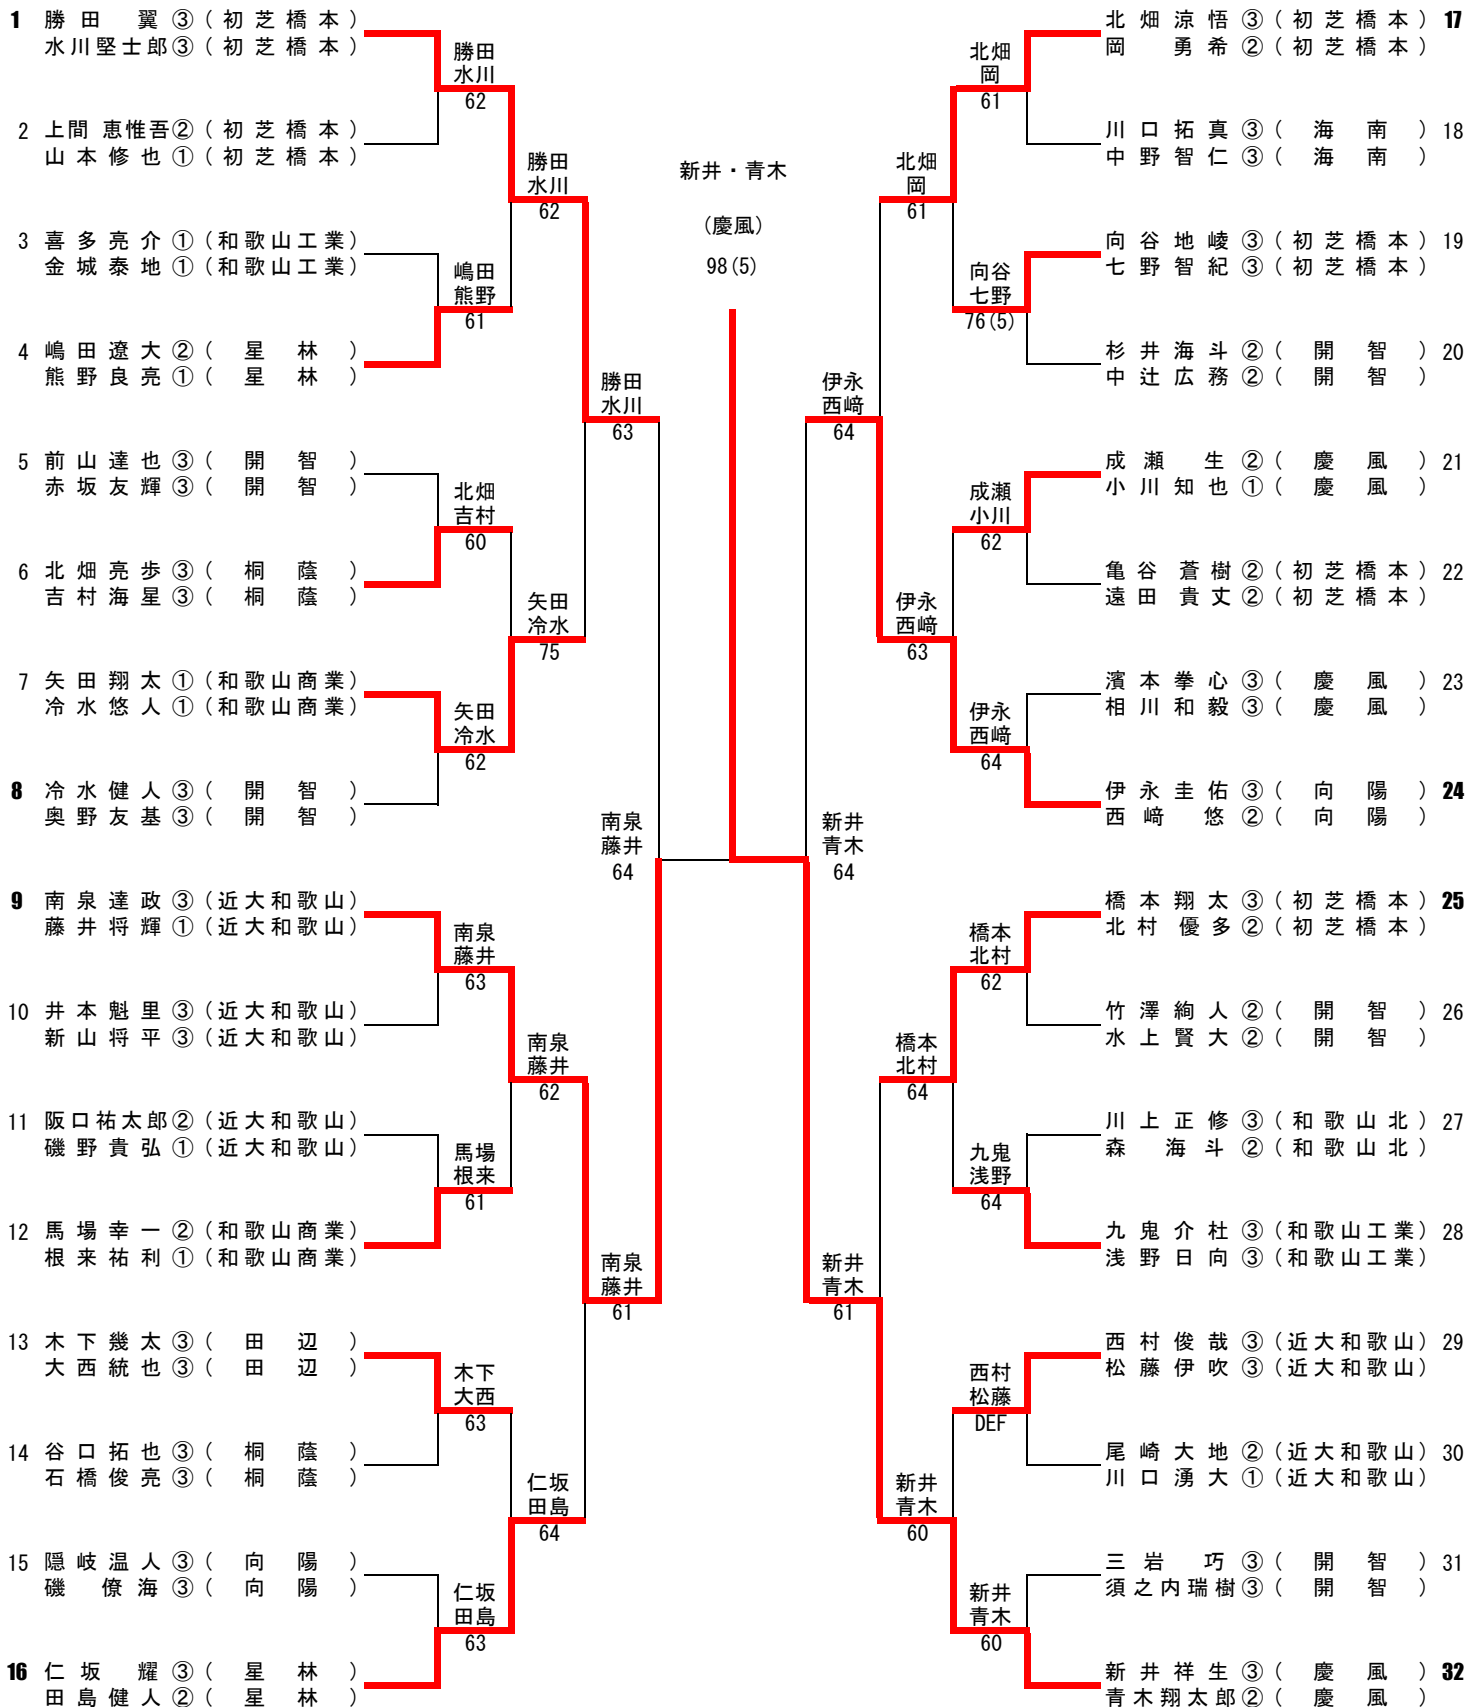 1 勝田 翼③(初芝橋本)
水川堅士郎③(初芝橋本)
2 上間 恵惟吾②(初芝橋本)
山本修也①(初芝橋本)
3 喜多亮介①(和歌山工業)
金城泰地①(和歌山工業)
4 嶋田遼大②(星林)
熊野良亮①(星林)
5 前山達也③(開智)
赤坂友輝③(開智)
6 北畑亮歩③(桐蔭)
吉村海星③(桐蔭)
7 矢田翔太①(和歌山商業)
冷水悠人①(和歌山商業)
8 冷水健人③(開智)
奥野友基③(開智)
9 南泉達政③(近大和歌山)
藤井将輝①(近大和歌山)
10 井本魁里③(近大和歌山)
新山将平③(近大和歌山)
11 阪口祐太郎②(近大和歌山)
磯野貴弘①(近大和歌山)
12 馬場幸一②(和歌山商業)
根来祐利①(和歌山商業)
13 木下幾太③(田辺)
大西統也③(田辺)
14 谷口拓也③(桐蔭)
石橋俊亮③(桐蔭)
15 隠岐温人③(向陽)
磯 僚海③(向陽)
16 仁坂 耀③(星林)
田島健人②(星林)
勝田
水川
62
嶋田
熊野
61
北畑
吉村
60
矢田
冷水
62
南泉
藤井
63
馬場
根来
61
木下
大西
63
仁坂
田島
63
勝田
水川
62
矢田
冷水
75
南泉
藤井
62
仁坂
田島
64
勝田
水川
63
南泉
藤井
61
南泉
藤井
64
新井・青木
(慶風)
98(5)
新井
青木
64
伊永
西﨑
64
新井
青木
61
北畑
岡
61
伊永
西﨑
63
橋本
北村
64
新井
青木
60
北畑
岡
61
向谷
七野
76(5)
成瀬
小川
62
伊永
西﨑
64
橋本
北村
62
九鬼
浅野
64
西村
松藤
DEF
新井
青木
60
北畑涼悟③(初芝橋本) 17
岡 勇希②(初芝橋本)
川口拓真③(海南) 18
中野智仁③(海南)
向谷地崚③(初芝橋本) 19
七野智紀③(初芝橋本)
杉井海斗②(開智) 20
中辻広務②(開智)
成瀬 生②(慶風) 21
小川知也①(慶風)
亀谷 蒼樹②(初芝橋本) 22
遠田 貴丈②(初芝橋本)
濱本拳心③(慶風) 23
相川和毅③(慶風)
伊永圭佑③(向陽) 24
西﨑 悠②(向陽)
橋本翔太③(初芝橋本) 25
北村 優多②(初芝橋本)
竹澤絢人②(開智) 26
水上賢大②(開智)
川上正修③(和歌山北) 27
森 海斗②(和歌山北)
九鬼介杜③(和歌山工業) 28
浅野日向③(和歌山工業)
西村俊哉③(近大和歌山) 29
松藤伊吹③(近大和歌山)
尾崎大地②(近大和歌山) 30
川口湧大①(近大和歌山)
三岩 巧③(開智) 31
須之内瑞樹③(開智)
新井祥生③(慶風) 32
青木翔太郎②(慶風)